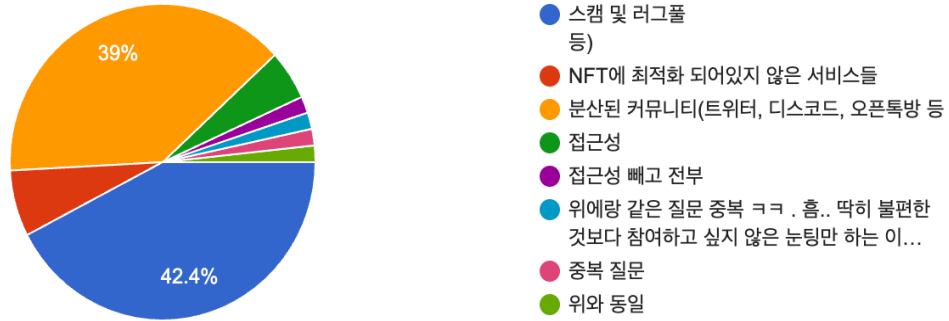 39%
42.4%
스캠 및 러그풀
등)
NFT에 최적화 되어있지 않은 서비스들
분산된 커뮤니티(트위터, 디스코드, 오픈톡방 등
접근성
접근성 빼고 전부
위에랑 같은 질문 중복 ㅋㅋ . 흠.. 딱히 불편한
것보다 참여하고 싶지 않은 눈팅만 하는 이...
중복 질문
위와 동일